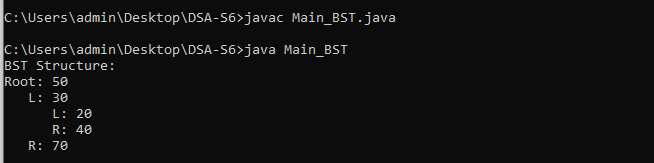 C:\Users\admin\Desktop\DSA-S6>javac Main_BST.java
C:\Users\admin\Desktop\DSA-S6>java Main_BST
BST Structure:
Root: 50
   L: 30
      L: 20
      R: 40
   R: 70